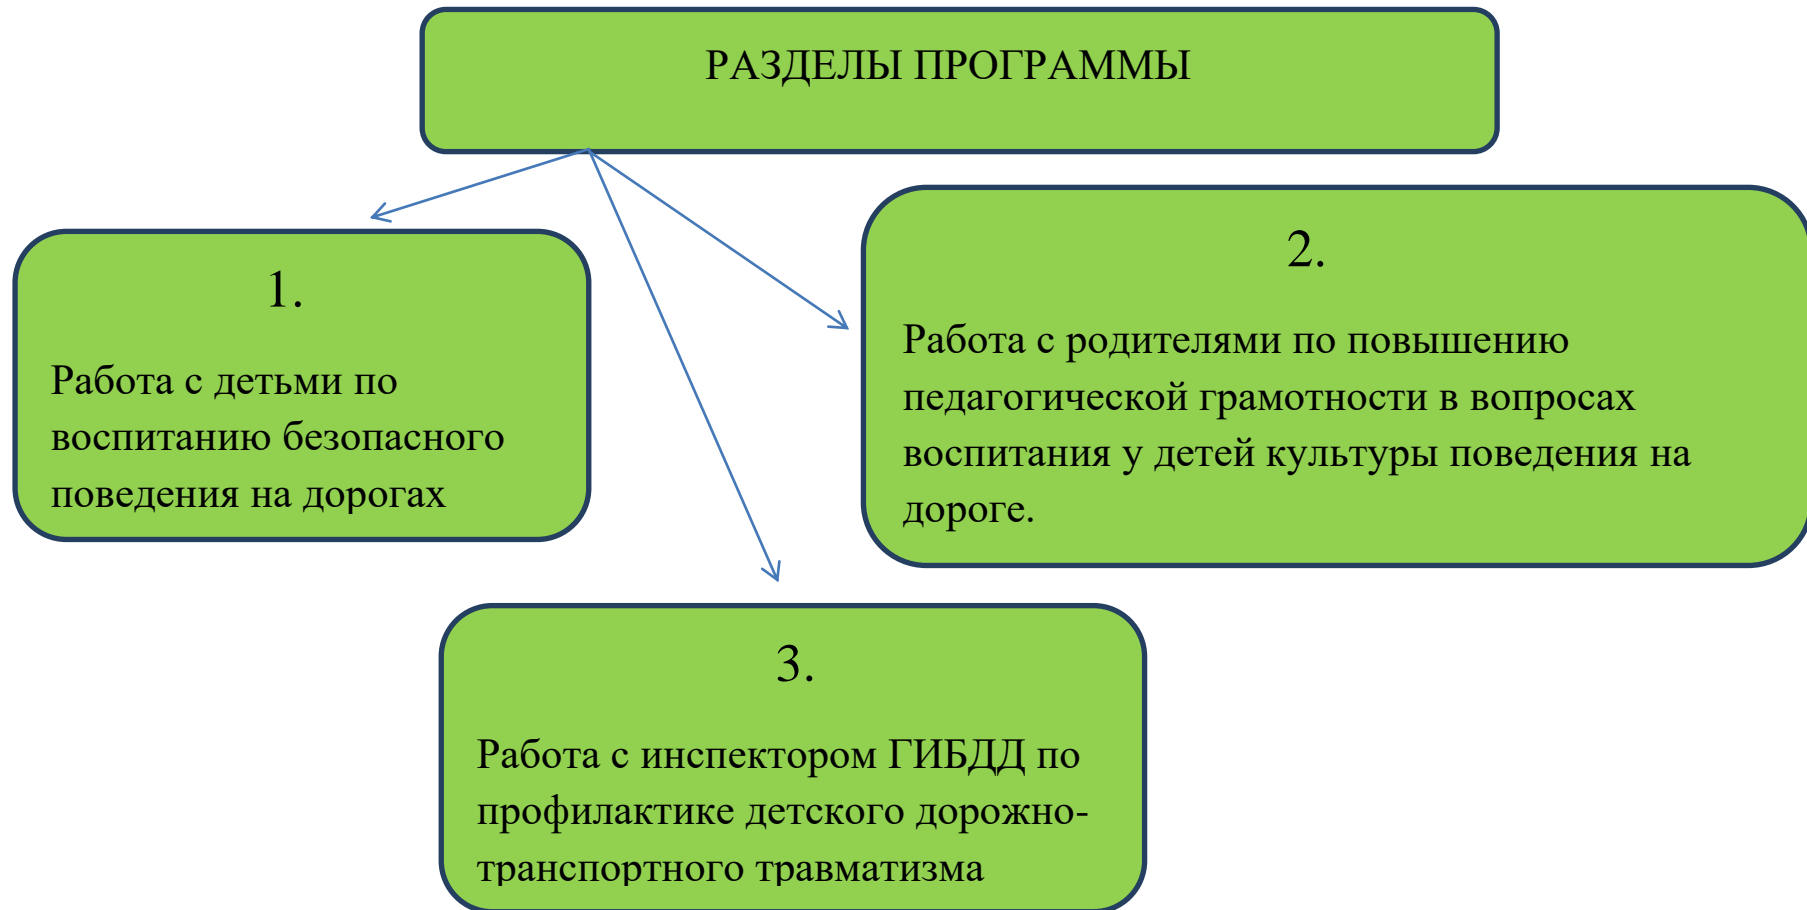 РАЗДЕЛЫ ПРОГРАММЫ
1.
Работа с детьми по
воспитанию безопасного
поведения на дорогах
2.
Работа с родителями по повышению
педагогической грамотности в вопросах
воспитания у детей культуры поведения на
дороге.
3.
Работа с инспектором ГИБДД по
профилактике детского дорожно-
транспортного травматизма